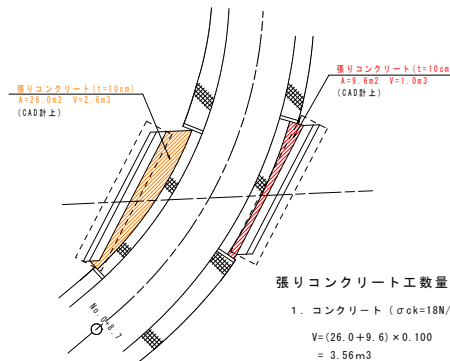 張りコンクリート(t=10cm)
A=26.0m2 V=2.6m3
(CAD計上)
張りコンクリート(t=10cm
A=9.6m2 V=1.0m3
(CAD計上)
No.0+8.7
張りコンクリート工数量
1. コンクリート (σck=18N/
V=(26.0+9.6)×0.100
= 3.56m3